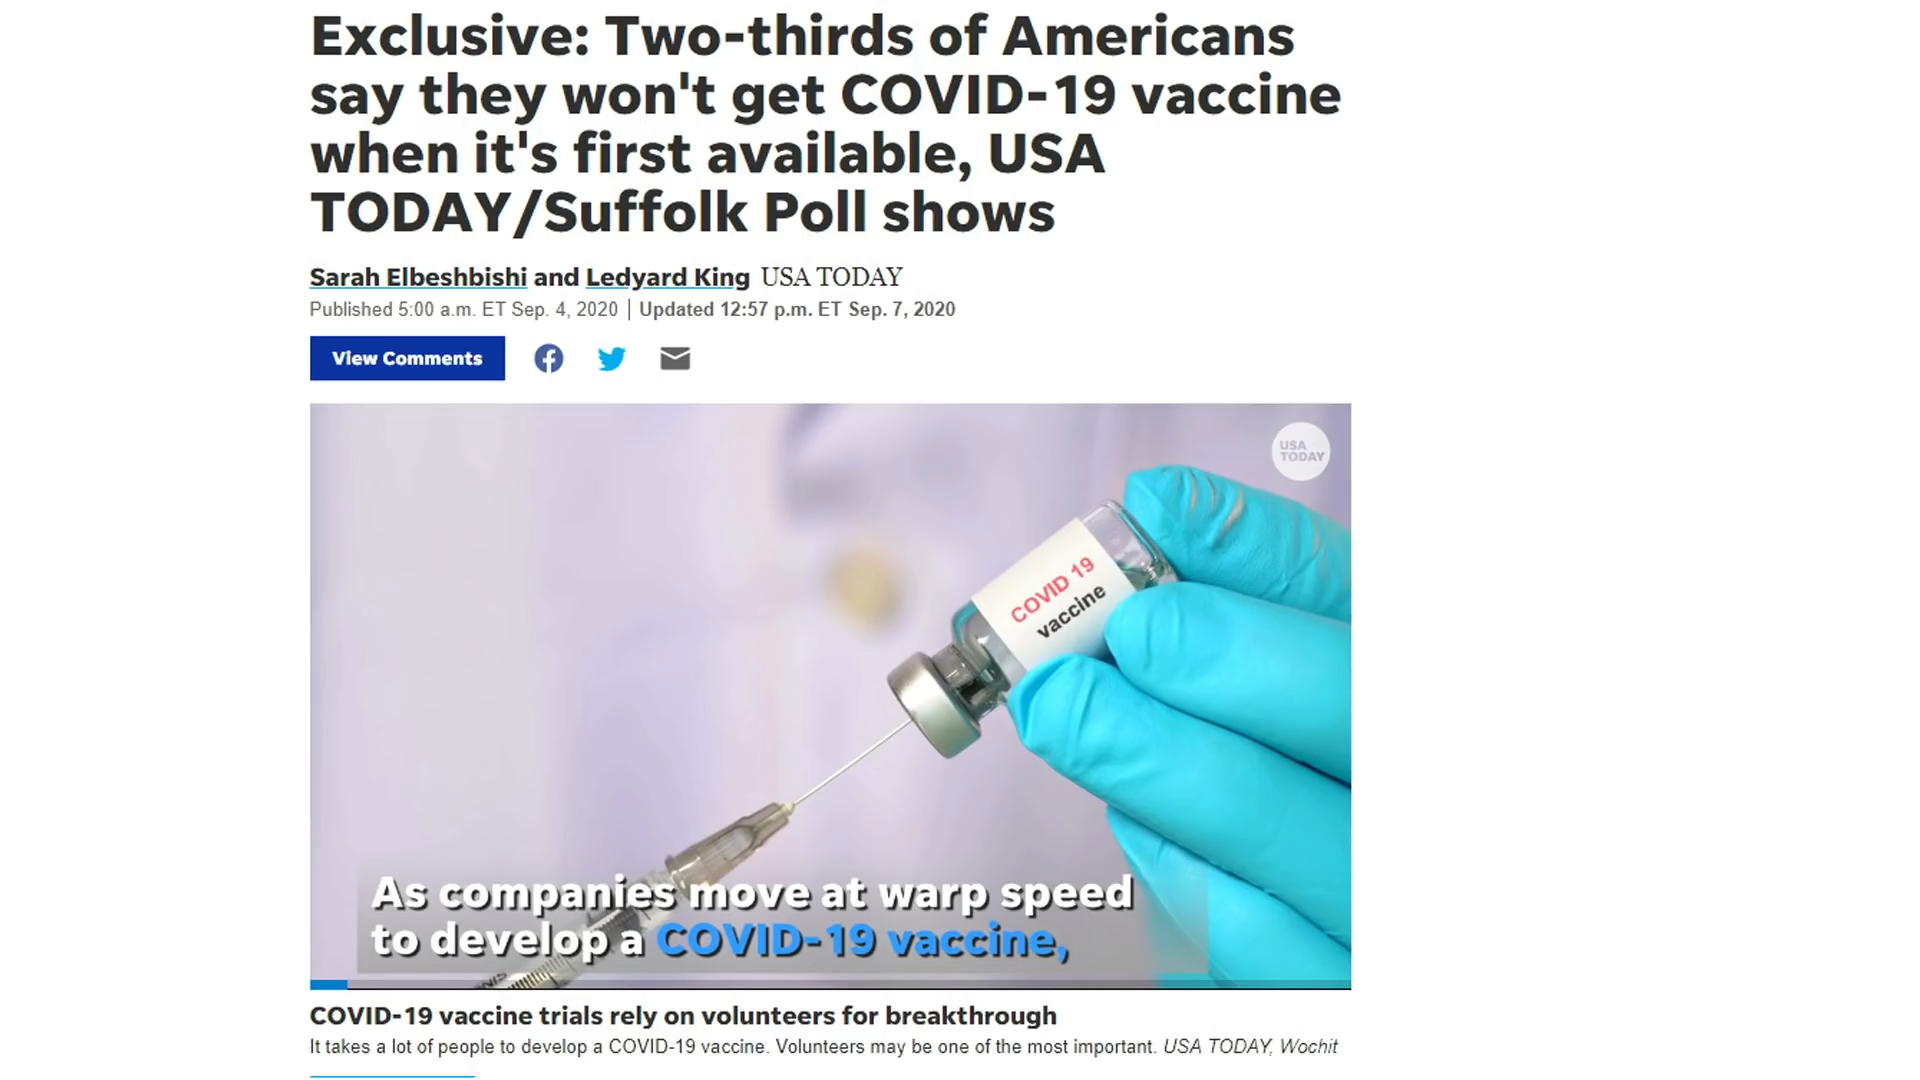 Exclusive: Two-thirds of Americans
say they won't get COVID-19 vaccine
when it's first available, USA
TODAY/Suffolk Poll shows
Sarah Elbeshbishi and Ledyard King USA TODAY
Published 5:00 a.m. ET Sep. 4, 2020 | Updated 12:57 p.m. ET Sep. 7, 2020
View Comments
USA
TODAY
COVID 19
vaccine
As companies move at warp speed
to develop a COVID-19 vaccine,
COVID-19 vaccine trials rely on volunteers for breakthrough
It takes a lot of people to develop a COVID-19 vaccine. Volunteers may be one of the most important. USA TODAY, Wochit